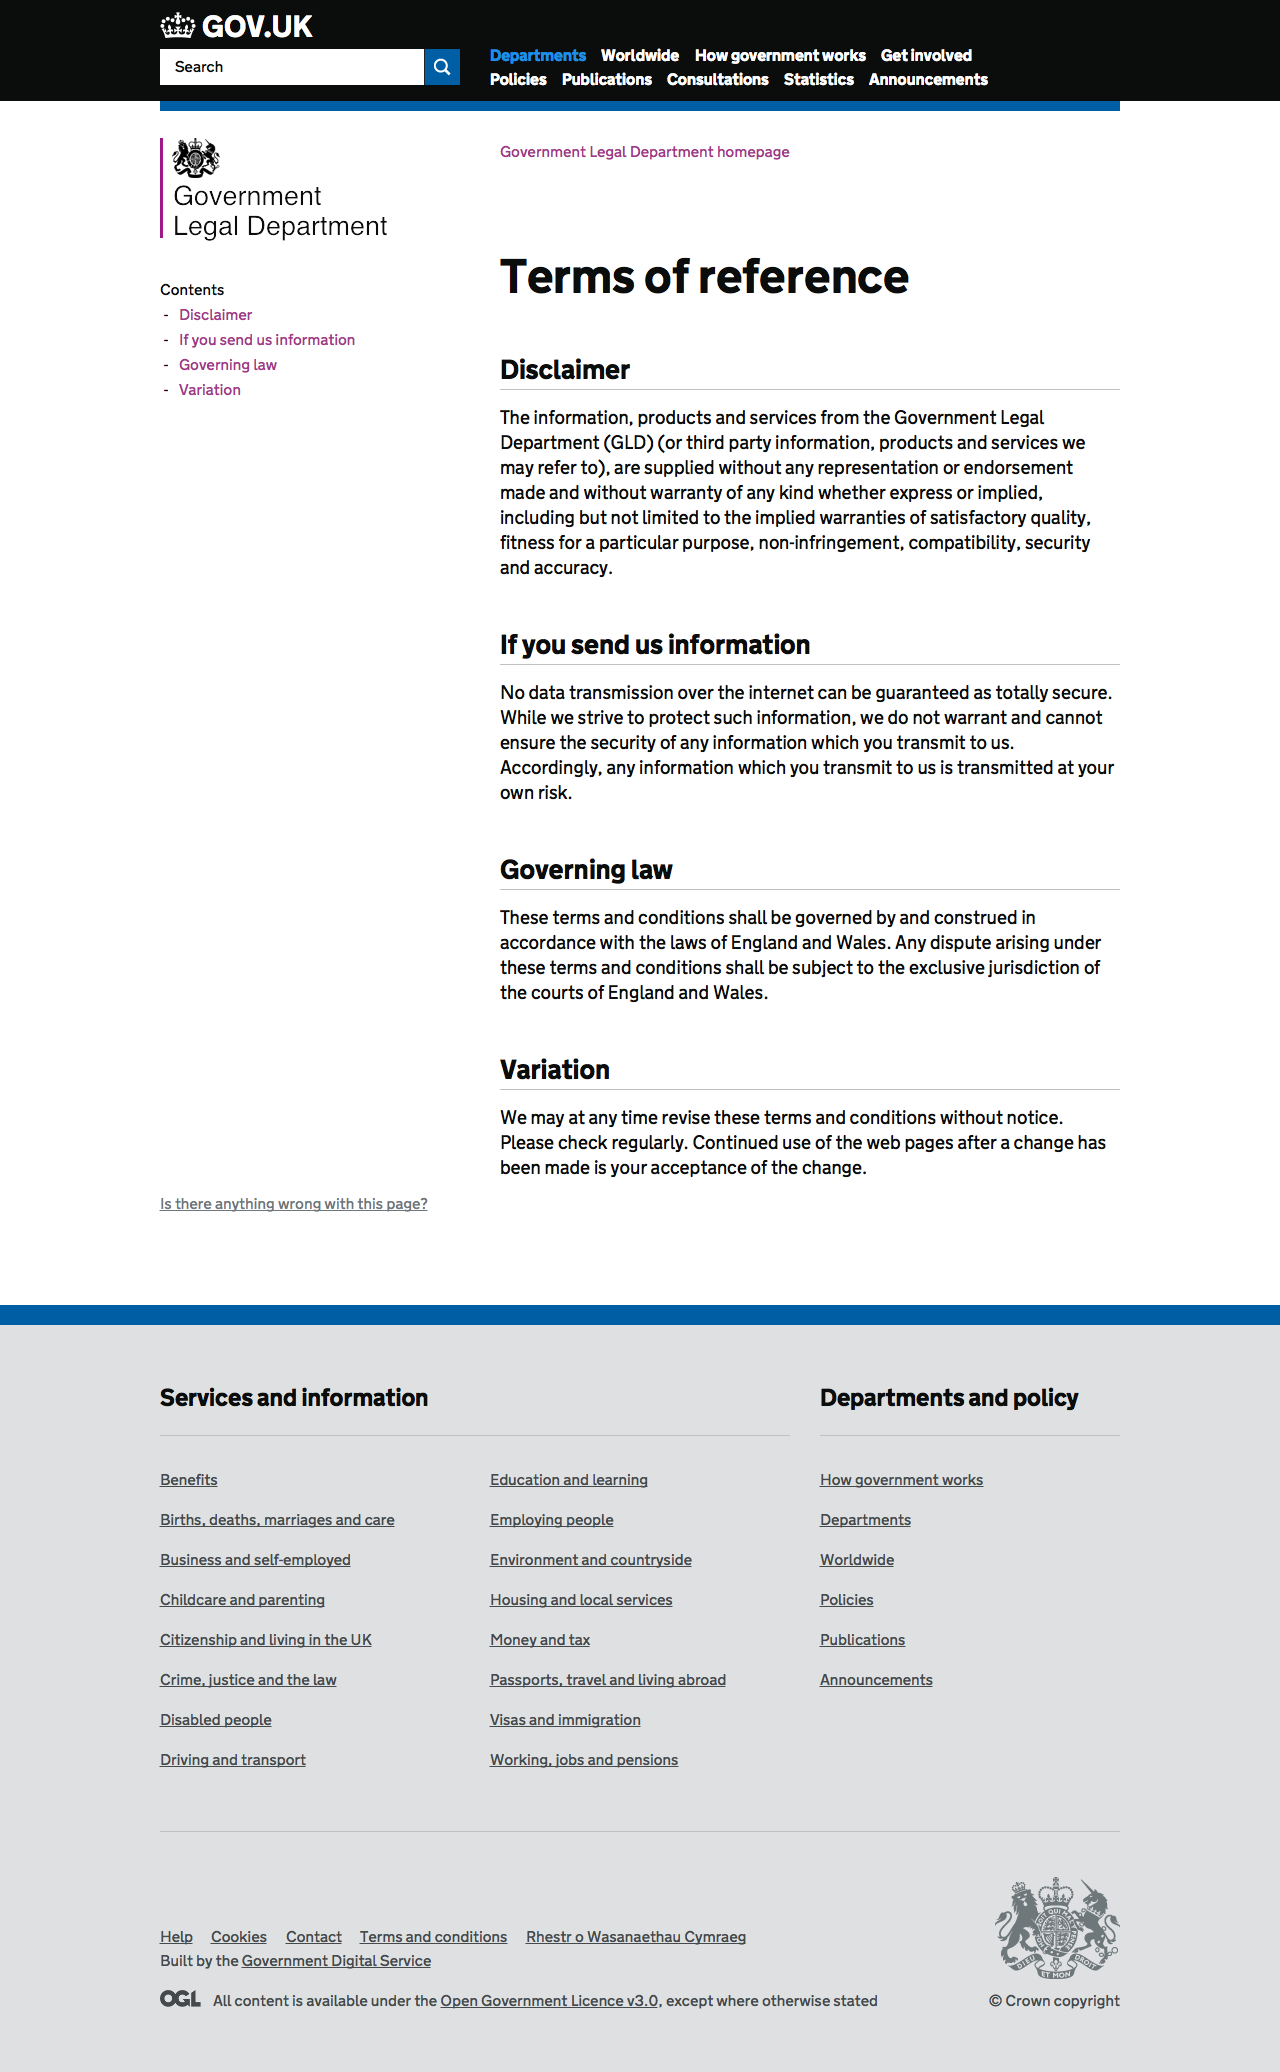 GOV.UK
Search
Departments Worldwide How government works Get involved
Policies Publications Consultations Statistics Announcements
Government
Legal Department
Contents
- Disclaimer
- If you send us information
- Governing law
- Variation
Government Legal Department homepage
Terms of reference
Disclaimer
The information, products and services from the Government Legal
Department (GLD) (or third party information, products and services we
may refer to), are supplied without any representation or endorsement
made and without warranty of any kind whether express or implied,
including but not limited to the implied warranties of satisfactory quality,
fitness for a particular purpose, non-infringement, compatibility, security
and accuracy.
If you send us information
No data transmission over the internet can be guaranteed as totally secure.
While we strive to protect such information, we do not warrant and cannot
ensure the security of any information which you transmit to us.
Accordingly, any information which you transmit to us is transmitted at your
own risk.
Governing law
These terms and conditions shall be governed by and construed in
accordance with the laws of England and Wales. Any dispute arising under
these terms and conditions shall be subject to the exclusive jurisdiction of
the courts of England and Wales.
Variation
We may at any time revise these terms and conditions without notice.
Please check regularly. Continued use of the web pages after a change has
been made is your acceptance of the change.
Is there anything wrong with this page?
Services and information
Benefits
Births, deaths, marriages and care
Business and self-employed
Childcare and parenting
Citizenship and living in the UK
Crime, justice and the law
Disabled people
Driving and transport
Education and learning
Employing people
Environment and countryside
Housing and local services
Money and tax
Passports, travel and living abroad
Visas and immigration
Working, jobs and pensions
Departments and policy
How government works
Departments
Worldwide
Policies
Publications
Announcements
Help Cookies Contact Terms and conditions Rhestr o Wasanaethau Cymraeg
Built by the Government Digital Service
OGL All content is available under the Open Government Licence v3.0, except where otherwise stated
DIEU ET MON DROIT
© Crown copyright